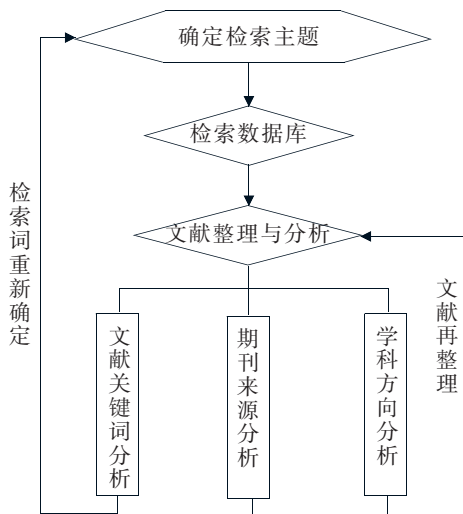 确定检索主题
检索数据库
文献整理与分析
检索词重新确定
文献再整理
文献关键词分析
期刊来源分析
学科方向分析